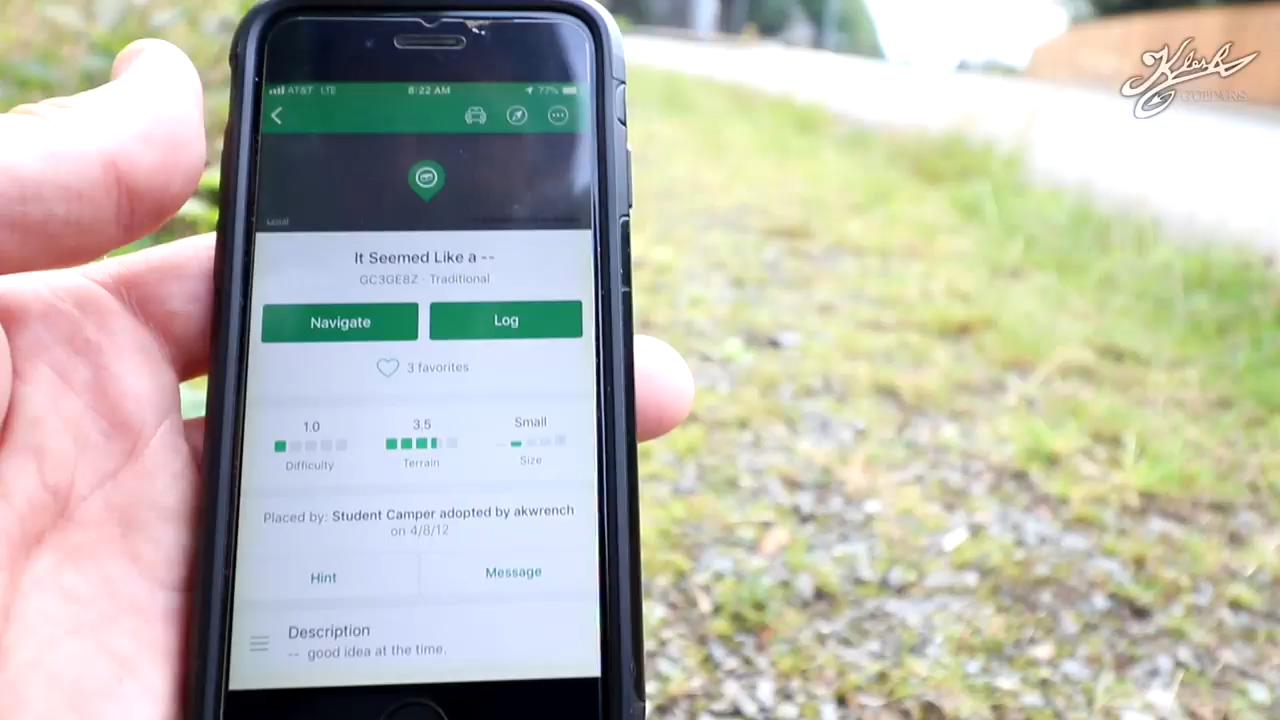 AT&T LTE 8:22 AM 77%
Legal
It Seemed Like a --
GC3GE8Z · Traditional
Navigate Log
3 favorites
1.0 3.5 Small
Difficulty Terrain Size
Placed by: Student Camper adopted by akwrench
on 4/8/12
Hint Message
Description
-- good idea at the time.